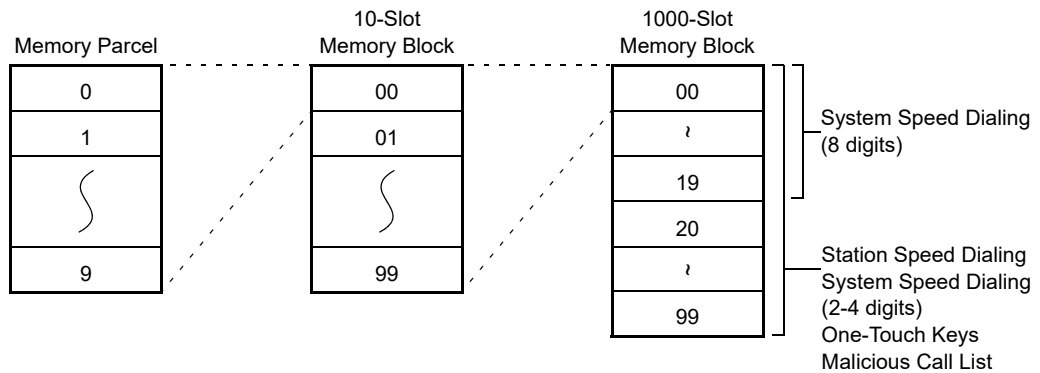 10-Slot
1000-Slot
Memory Parcel
Memory Block
Memory Block
0
1
9
00
01
99
00
~
19
20
~
99
System Speed Dialing
(8 digits)
Station Speed Dialing
System Speed Dialing
(2-4 digits)
One-Touch Keys
Malicious Call List